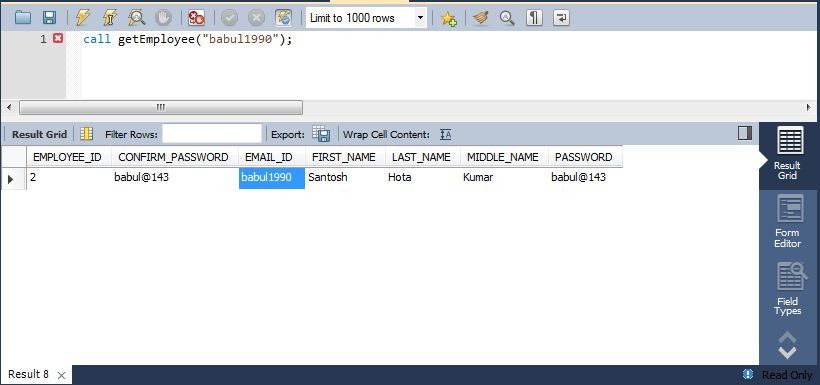 Limit to 1000 rows
1 call getEmployee("babul1990");
Result Grid Filter Rows: Export: Wrap Cell Content:
EMPLOYEE_ID CONFIRM_PASSWORD EMAIL_ID FIRST_NAME LAST_NAME MIDDLE_NAME PASSWORD
2 babul@143 babul1990 Santosh Hota Kumar babul@143
Result
Grid
Form
Editor
Field
Types
Result 8
Read Only